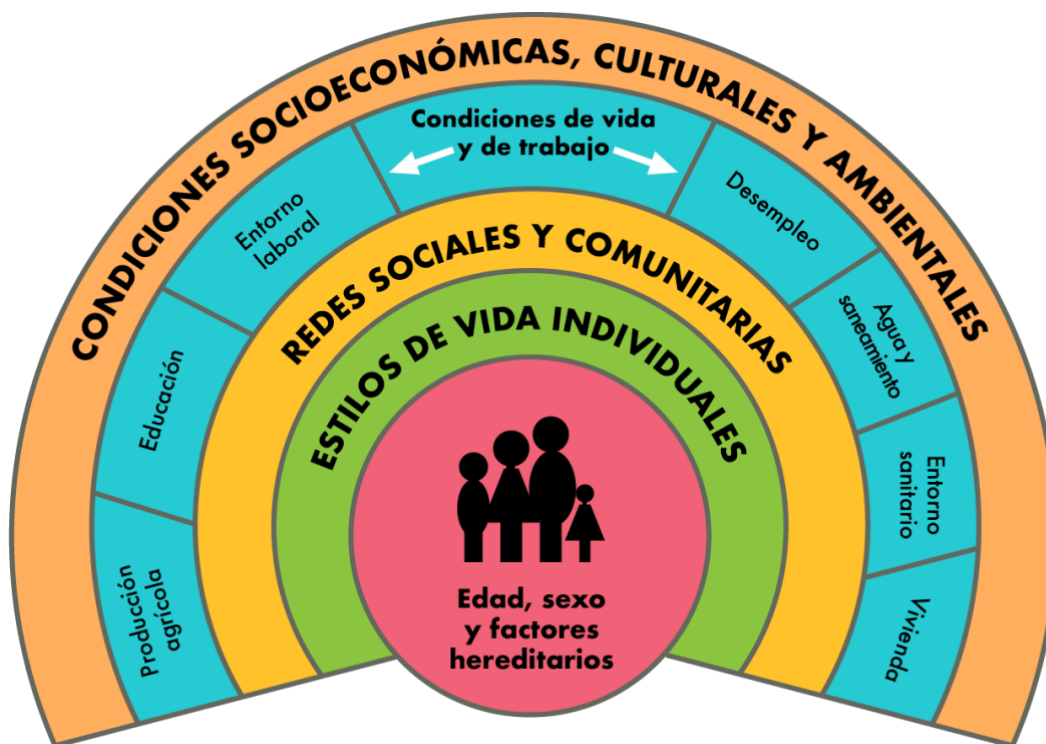 CONDICIONES SOCIOECONÓMICAS, CULTURALES Y AMBIENTALES
Condiciones de vida
y de trabajo
Producción
agrícola
Educación
Entorno
laboral
Desempleo
Agua y
saneamiento
Entorno
sanitario
Vivienda
REDES SOCIALES Y COMUNITARIAS
ESTILOS DE VIDA INDIVIDUALES
Edad, sexo
y factores
hereditarios